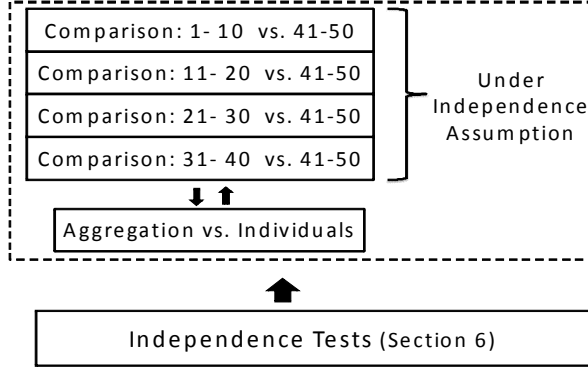 Comparison: 1- 10 vs. 41-50
Comparison: 11- 20 vs. 41-50
Comparison: 21- 30 vs. 41-50
Comparison: 31- 40 vs. 41-50
Under
Independence
Assumption
Aggregation vs. Individuals
Independence Tests (Section 6)